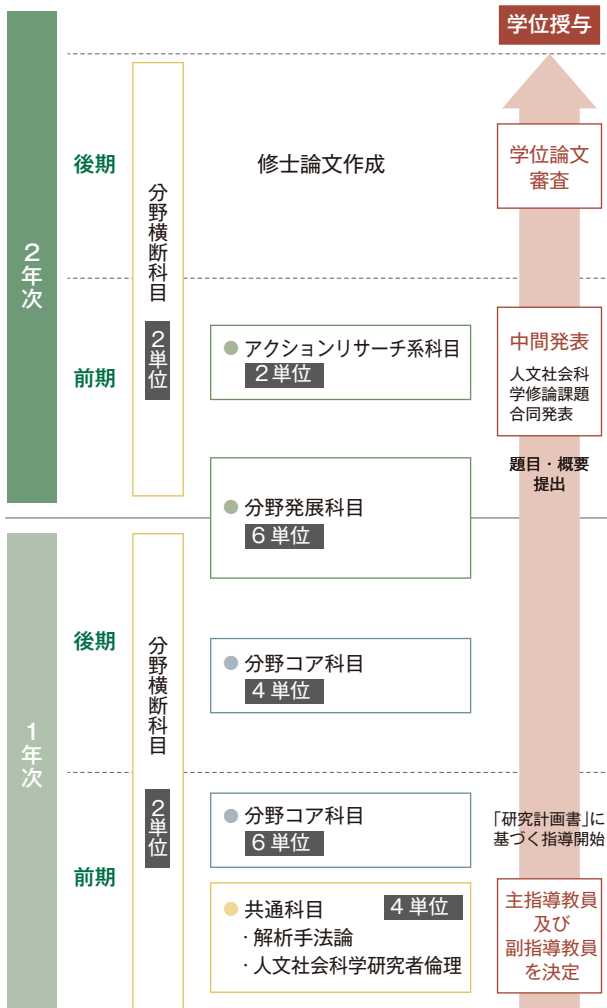 学位授与
2年次
後期
分野横断科目
2単位
修士論文作成
学位論文
審査
前期
● アクションリサーチ系科目
2単位
中間発表
人文社会科
学修論課題
合同発表
題目・概要
提出
● 分野発展科目
6単位
1年次
後期
分野横断科目
2単位
● 分野コア科目
4単位
前期
● 分野コア科目
6単位
「研究計画書」に
基づく指導開始
● 共通科目 4単位
・解析手法論
・人文社会科学研究者倫理
主指導教員
及び
副指導教員
を決定